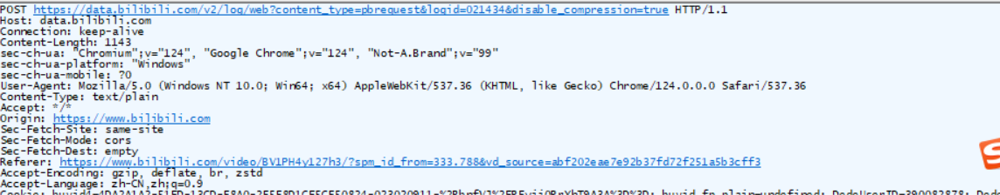 POST https://data.bilibili.com/v2/log/web?content_type=pbrequest&logid=021434&disable_compression=true HTTP/1.1
Host: data.bilibili.com
Connection: keep-alive
Content-Length: 1143
sec-ch-ua: "Chromium";v="124", "Google Chrome";v="124", "Not-A.Brand";v="99"
sec-ch-ua-platform: "Windows"
sec-ch-ua-mobile: ?0
User-Agent: Mozilla/5.0 (Windows NT 10.0; Win64; x64) AppleWebKit/537.36 (KHTML, like Gecko) Chrome/124.0.0.0 Safari/537.36
Content-Type: text/plain
Accept: */*
Origin: https://www.bilibili.com
Sec-Fetch-Site: same-site
Sec-Fetch-Mode: cors
Sec-Fetch-Dest: empty
Referer: https://www.bilibili.com/video/BV1PH4y127h3/?spm_id_from=333.788&vd_source=abf202eae7e92b37fd72f251a5b3cff3
Accept-Encoding: gzip, deflate, br, zstd
Accept-Language: zh-CN,zh;q=0.9